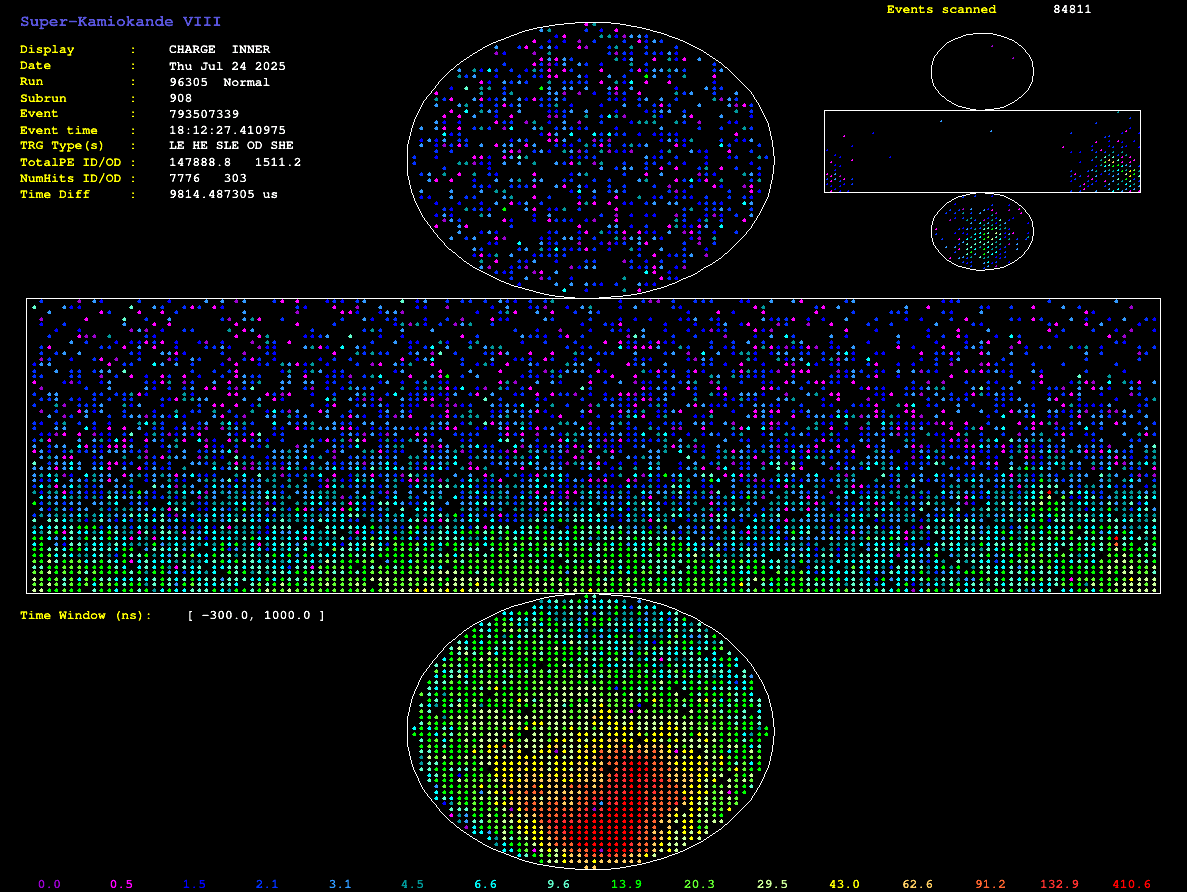 Super-Kamiokande VIII
Events scanned 84811
Display : CHARGE INNER
Date : Thu Jul 24 2025
Run : 96305 Normal
Subrun : 908
Event : 793507339
Event time : 18:12:27.410975
TRG Type(s) : LE HE SLE OD SHE
TotalPE ID/OD : 147888.8 1511.2
NumHits ID/OD : 7776 303
Time Diff : 9814.487305 us
Time Window (ns): [ -300.0, 1000.0 ]
0.0 0.5 1.5 2.1 3.1 4.5 6.6 9.6 13.9 20.3 29.5 43.0 62.6 91.2 132.9 410.6